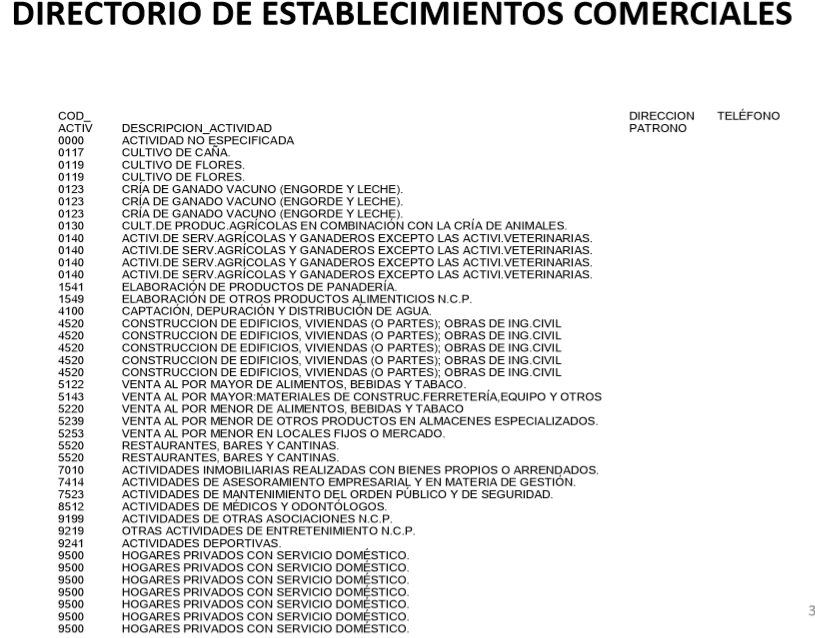 DIRECTORIO DE ESTABLECIMIENTOS COMERCIALES
COD_ DIRECCION TELÉFONO
ACTIV DESCRIPCION_ACTIVIDAD PATRONO
0000 ACTIVIDAD NO ESPECIFICADA
0117 CULTIVO DE CAÑA.
0119 CULTIVO DE FLORES.
0119 CULTIVO DE FLORES.
0123 CRÍA DE GANADO VACUNO (ENGORDE Y LECHE).
0123 CRÍA DE GANADO VACUNO (ENGORDE Y LECHE).
0123 CRÍA DE GANADO VACUNO (ENGORDE Y LECHE).
0130 CULT.DE PRODUC.AGRÍCOLAS EN COMBINACIÓN CON LA CRÍA DE ANIMALES.
0140 ACTIVI.DE SERV.AGRÍCOLAS Y GANADEROS EXCEPTO LAS ACTIVI.VETERINARIAS.
0140 ACTIVI.DE SERV.AGRÍCOLAS Y GANADEROS EXCEPTO LAS ACTIVI.VETERINARIAS.
0140 ACTIVI.DE SERV.AGRÍCOLAS Y GANADEROS EXCEPTO LAS ACTIVI.VETERINARIAS.
0140 ACTIVI.DE SERV.AGRÍCOLAS Y GANADEROS EXCEPTO LAS ACTIVI.VETERINARIAS.
1541 ELABORACIÓN DE PRODUCTOS DE PANADERÍA.
1549 ELABORACIÓN DE OTROS PRODUCTOS ALIMENTICIOS N.C.P.
4100 CAPTACIÓN, DEPURACIÓN Y DISTRIBUCIÓN DE AGUA.
4520 CONSTRUCCION DE EDIFICIOS, VIVIENDAS (O PARTES); OBRAS DE ING.CIVIL
4520 CONSTRUCCION DE EDIFICIOS, VIVIENDAS (O PARTES); OBRAS DE ING.CIVIL
4520 CONSTRUCCION DE EDIFICIOS, VIVIENDAS (O PARTES); OBRAS DE ING.CIVIL
4520 CONSTRUCCION DE EDIFICIOS, VIVIENDAS (O PARTES); OBRAS DE ING.CIVIL
4520 CONSTRUCCION DE EDIFICIOS, VIVIENDAS (O PARTES); OBRAS DE ING.CIVIL
5122 VENTA AL POR MAYOR DE ALIMENTOS, BEBIDAS Y TABACO.
5143 VENTA AL POR MAYOR:MATERIALES DE CONSTRUC.FERRETERÍA,EQUIPO Y OTROS
5220 VENTA AL POR MENOR DE ALIMENTOS, BEBIDAS Y TABACO
5239 VENTA AL POR MENOR DE OTROS PRODUCTOS EN ALMACENES ESPECIALIZADOS.
5253 VENTA AL POR MENOR EN LOCALES FIJOS O MERCADO.
5520 RESTAURANTES, BARES Y CANTINAS.
5520 RESTAURANTES, BARES Y CANTINAS.
7010 ACTIVIDADES INMOBILIARIAS REALIZADAS CON BIENES PROPIOS O ARRENDADOS.
7414 ACTIVIDADES DE ASESORAMIENTO EMPRESARIAL Y EN MATERIA DE GESTIÓN.
7523 ACTIVIDADES DE MANTENIMIENTO DEL ORDEN PÚBLICO Y DE SEGURIDAD.
8512 ACTIVIDADES DE MÉDICOS Y ODONTÓLOGOS.
9199 ACTIVIDADES DE OTRAS ASOCIACIONES N.C.P.
9219 OTRAS ACTIVIDADES DE ENTRETENIMIENTO N.C.P.
9241 ACTIVIDADES DEPORTIVAS.
9500 HOGARES PRIVADOS CON SERVICIO DOMÉSTICO.
9500 HOGARES PRIVADOS CON SERVICIO DOMÉSTICO.
9500 HOGARES PRIVADOS CON SERVICIO DOMÉSTICO.
9500 HOGARES PRIVADOS CON SERVICIO DOMÉSTICO.
9500 HOGARES PRIVADOS CON SERVICIO DOMÉSTICO.
9500 HOGARES PRIVADOS CON SERVICIO DOMÉSTICO.
9500 HOGARES PRIVADOS CON SERVICIO DOMÉSTICO.
3